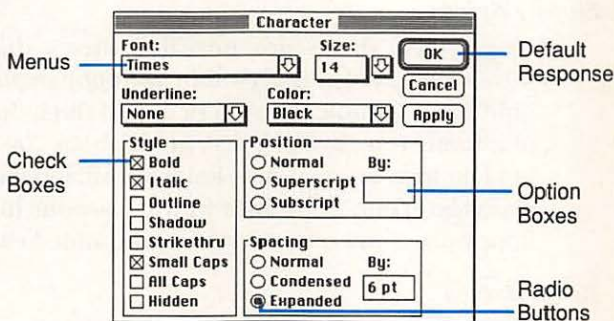 Character
Font:
Size:
OK
Default
Response
Menus
Times
14
Cancel
Underline:
Color:
None
Black
Apply
Style
Position
Check
Boxes
Bold
Normal
By:
Italic
Superscript
Option
Boxes
Outline
Subscript
Shadow
Strikethru
Spacing
Small Caps
Normal
By:
All Caps
Condensed
6 pt
Hidden
Expanded
Radio
Buttons